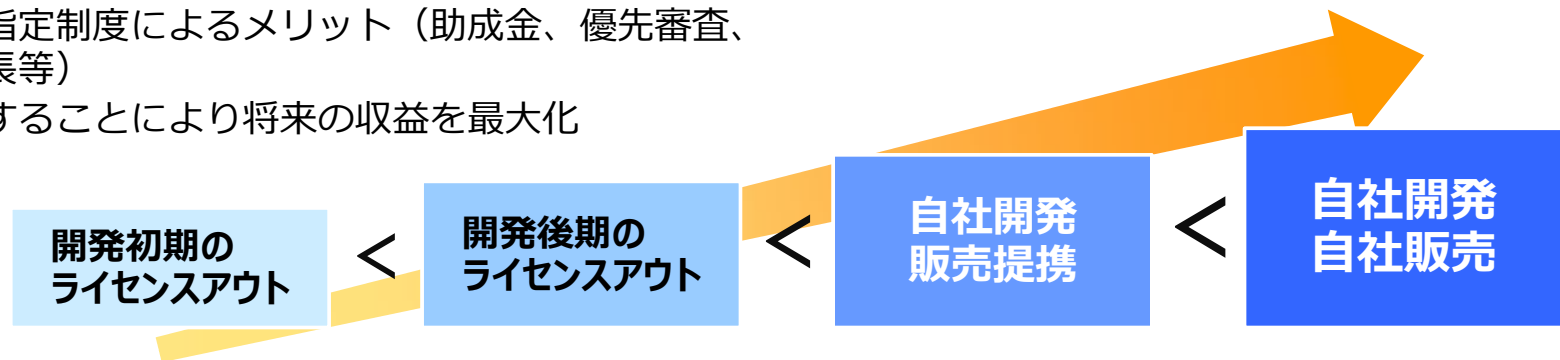 指定制度によるメリット（助成金、優先審査、
長等）
することにより将来の収益を最大化
開発初期の
ライセンスアウト
<
開発後期の
ライセンスアウト
<
自社開発
販売提携
<
自社開発
自社販売